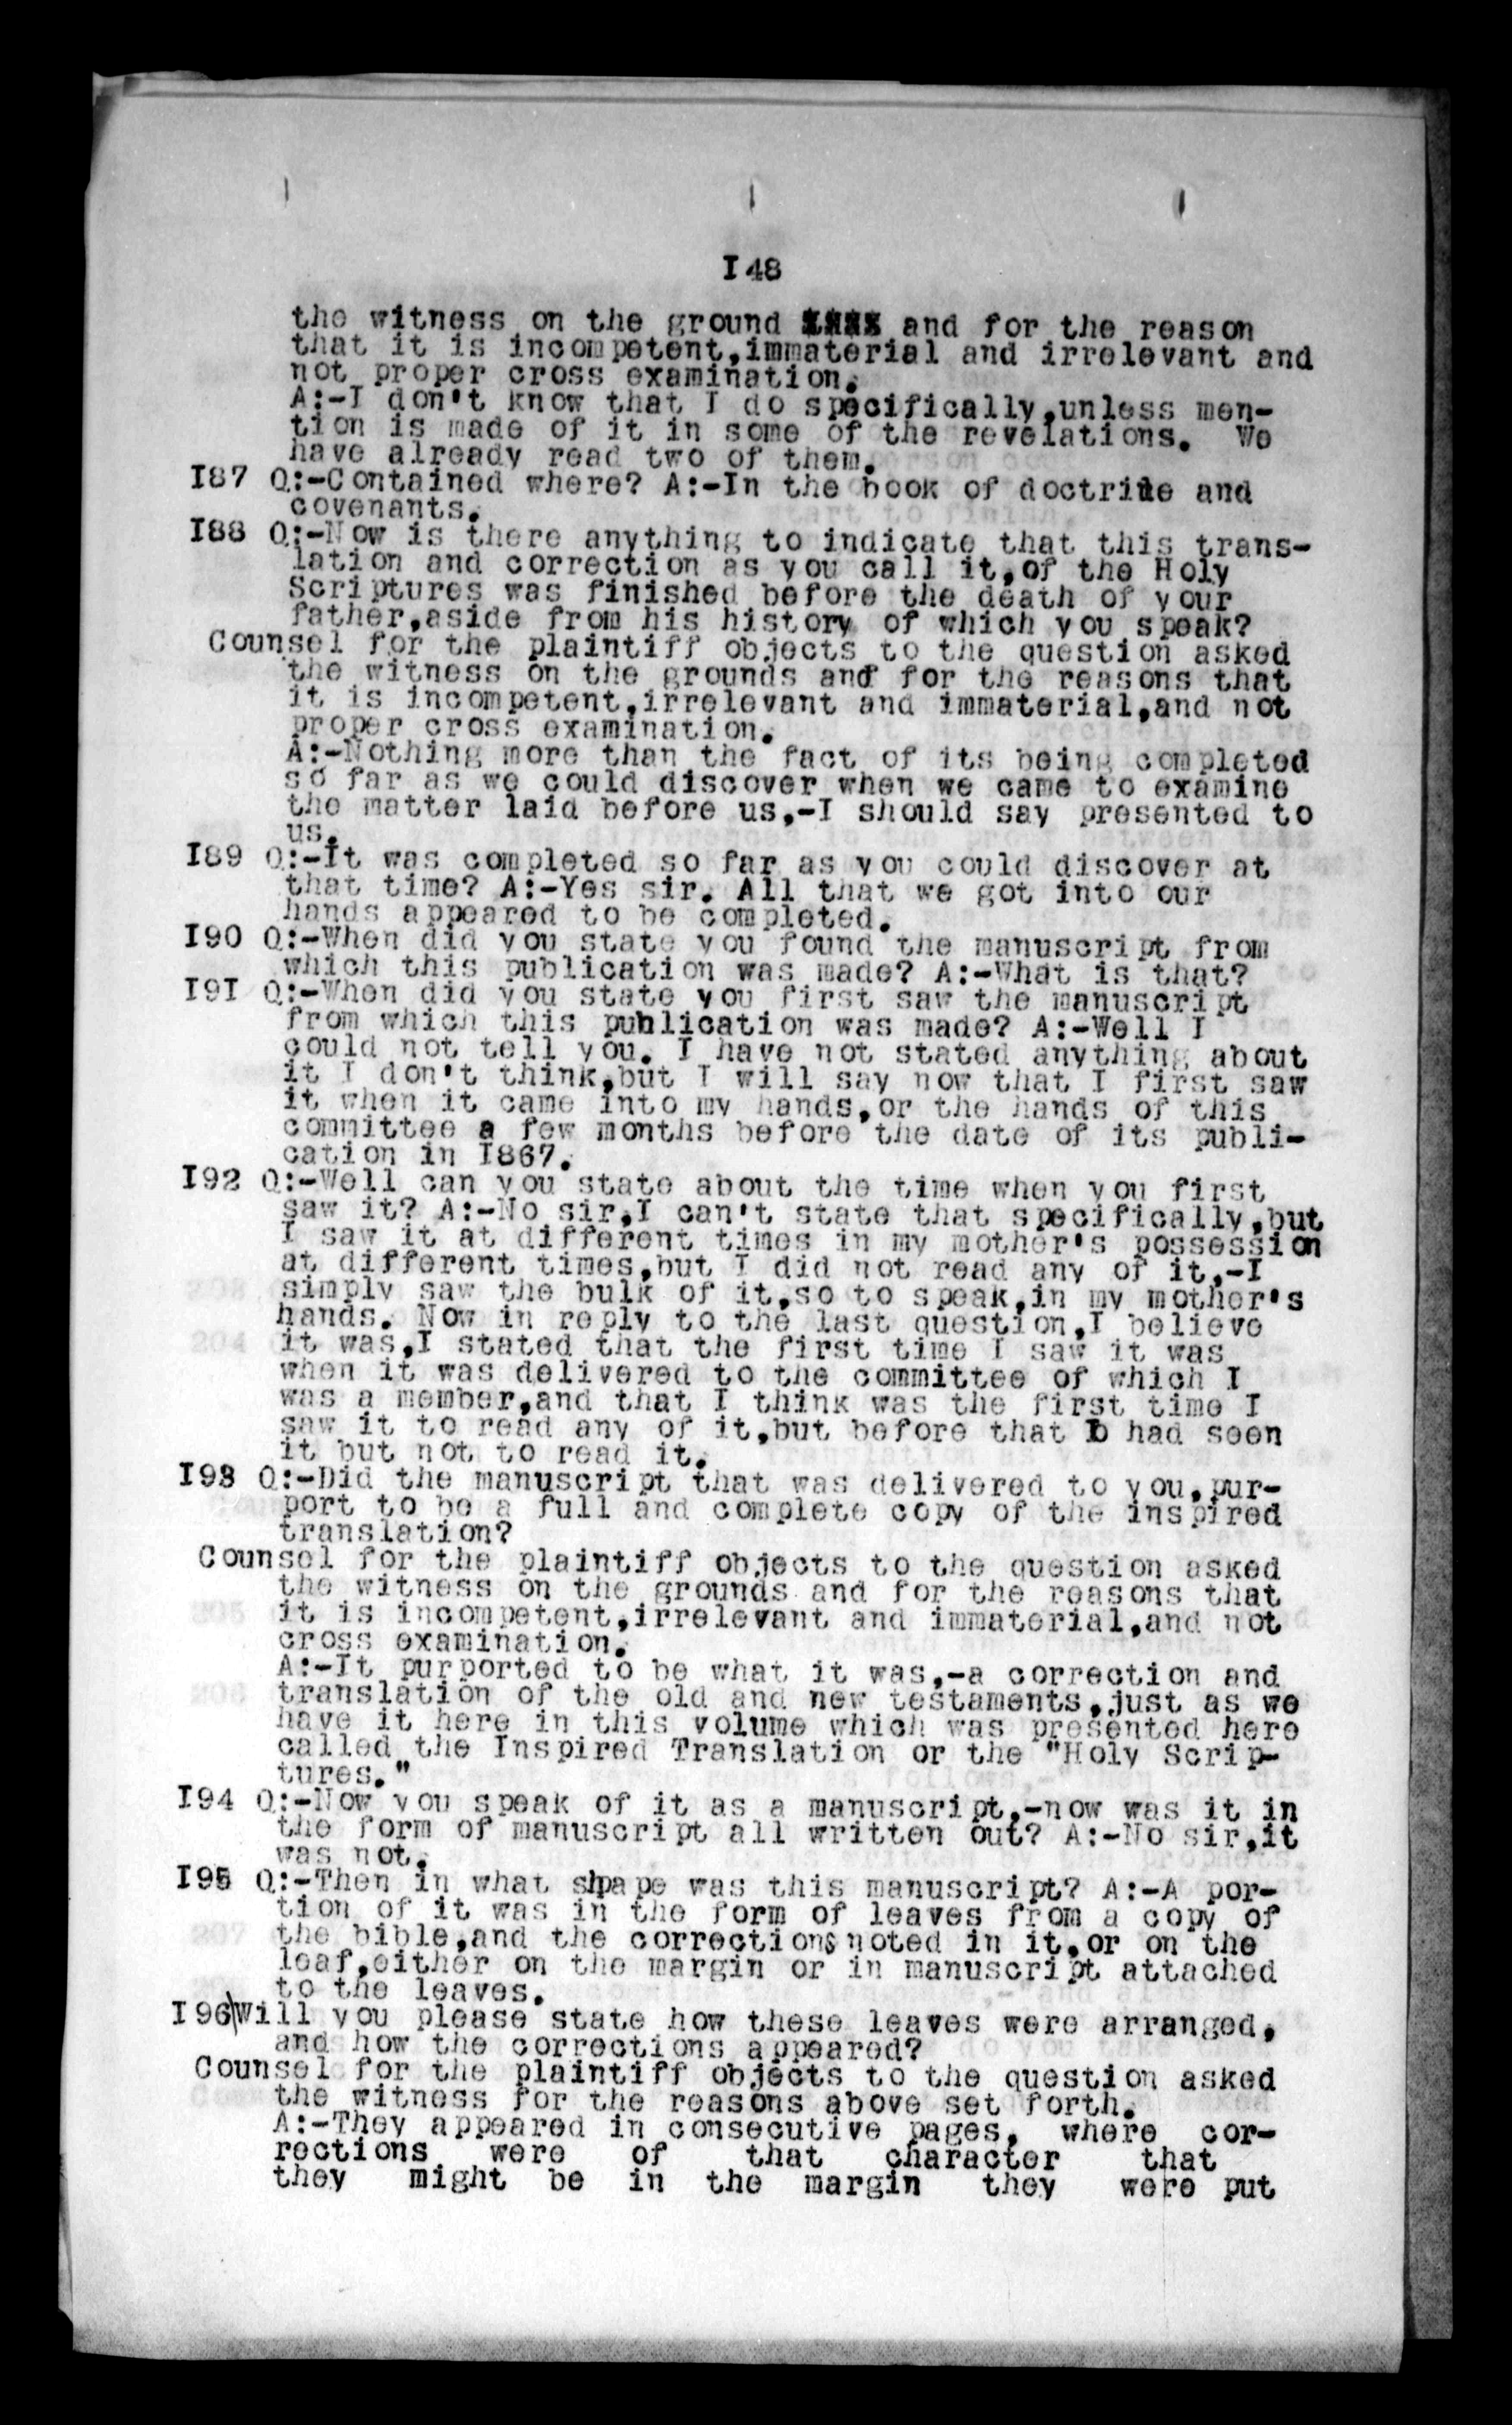 I48
the witness on the ground and for the reason
that it is incompetent,immaterial and irrelevant and
not proper cross examination.
A:-I don't know that I do specifically,unless men-
tion is made of it in some of the revelations. We
have already read two of them.
I87 Q:-Contained where? A:-In the book of doctrine and
covenants.
I88 Q:-Now is there anything to indicate that this trans-
lation and correction as you call it,of the Holy
Scriptures was finished before the death of your
father,aside from his history of which you speak?
Counsel for the plaintiff objects to the question asked
the witness on the grounds and for the reasons that
it is incompetent,irrelevant and immaterial,and not
proper cross examination.
A:-Nothing more than the fact of its being completed
so far as we could discover when we came to examine
the matter laid before us,-I should say presented to
us.
I89 Q:-It was completed so far as you could discover at
that time? A:-Yes sir. All that we got into our
hands appeared to be completed.
I90 Q:-When did you state you found the manuscript from
which this publication was made? A:-What is that?
I9I Q:-When did you state you first saw the manuscript
from which this publication was made? A:-Well I
could not tell you. I have not stated anything about
it I don't think,but I will say now that I first saw
it when it came into my hands,or the hands of this
committee a few months before the date of its publi-
cation in I867.
I92 Q:-Well can you state about the time when you first
saw it? A:-No sir,I can't state that specifically,but
I saw it at different times in my mother's possession
at different times,but I did not read any of it,-I
simply saw the bulk of it,so to speak,in my mother's
hands. Now in reply to the last question,I believe
it was,I stated that the first time I saw it was
when it was delivered to the committee of which I
was a member,and that I think was the first time I
saw it to read any of it,but before that I had seen
it but not to read it.
I93 Q:-Did the manuscript that was delivered to you,pur-
port to be a full and complete copy of the inspired
translation?
Counsel for the plaintiff objects to the question asked
the witness on the grounds and for the reasons that
it is incompetent,irrelevant and immaterial,and not
cross examination.
A:-It purported to be what it was,-a correction and
translation of the old and new testaments,just as we
have it here in this volume which was presented here
called the Inspired Translation or the "Holy Scrip-
tures."
I94 Q:-Now you speak of it as a manuscript,-now was it in
the form of manuscript all written out? A:-No sir,it
was not.
I95 Q:-Then in what shpape was this manuscript? A:-A por-
tion of it was in the form of leaves from a copy of
the bible,and the corrections noted in it,or on the
leaf,either on the margin or in manuscript attached
to the leaves.
I96\Will you please state how these leaves were arranged,
and how the corrections appeared?
Counsel for the plaintiff objects to the question asked
the witness for the reasons above set forth.
A:-They appeared in consecutive pages, where cor-
rections were of that character that
they might be in the margin they were put